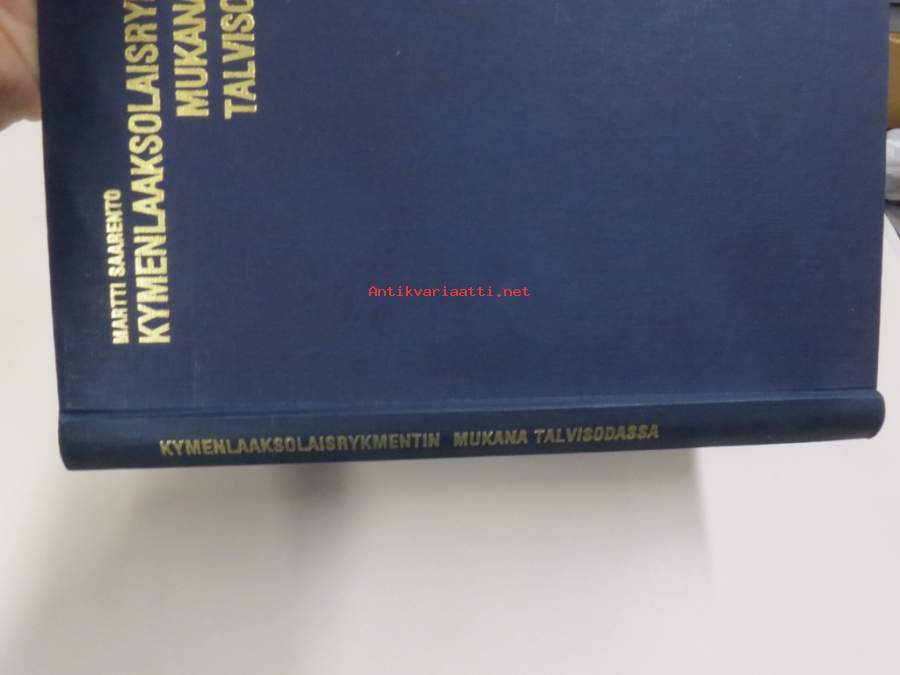 MARTTI SAARENTO
KYMENLAAKSOLAISRY
MUKANA
TALVISO
Antikvariaatti.net
KYMENLAAKSOLAISRYKMENTIN MUKANA TALVISODASSA